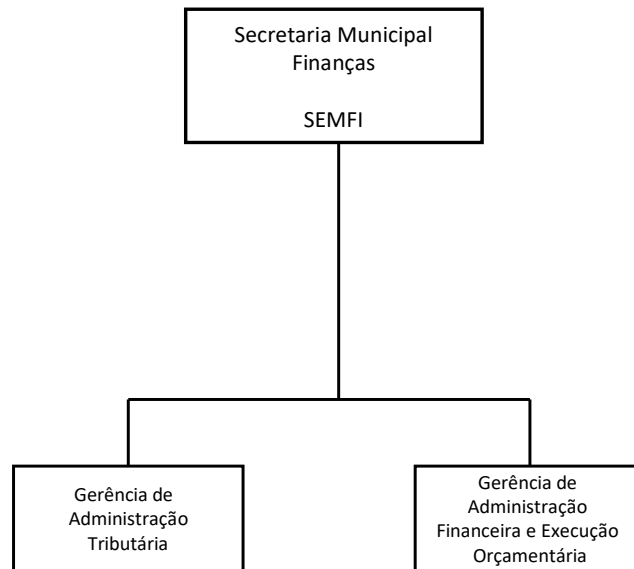 Secretaria Municipal
Finanças
SEMFI
Gerência de
Administração
Tributária
Gerência de
Administração
Financeira e Execução
Orçamentária